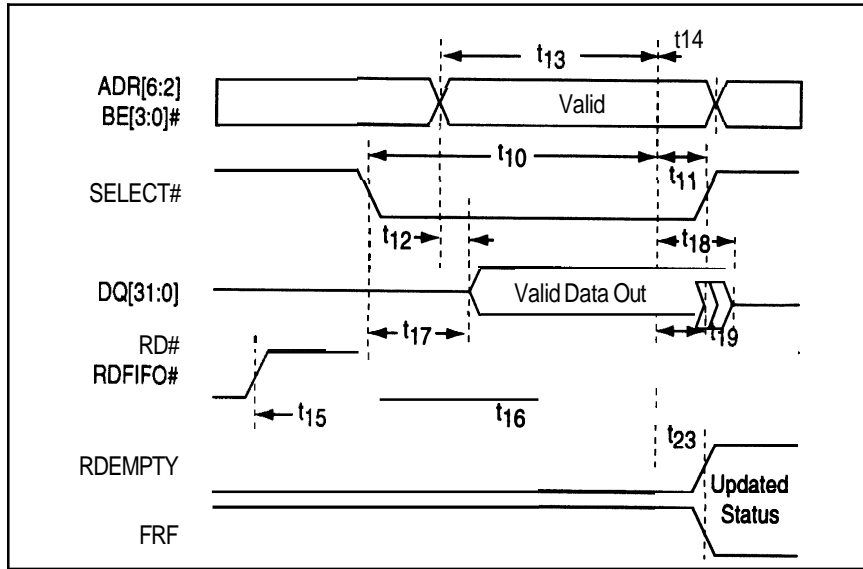 t13
t14
ADR[6:2]
BE[3:0]#
Valid
t10
t11
SELECT#
t12
t18
DQ[31:0]
Valid Data Out
t17
t19
RD#
RDFIFO#
t15
t16
t23
RDEMPTY
Updated
Status
FRF